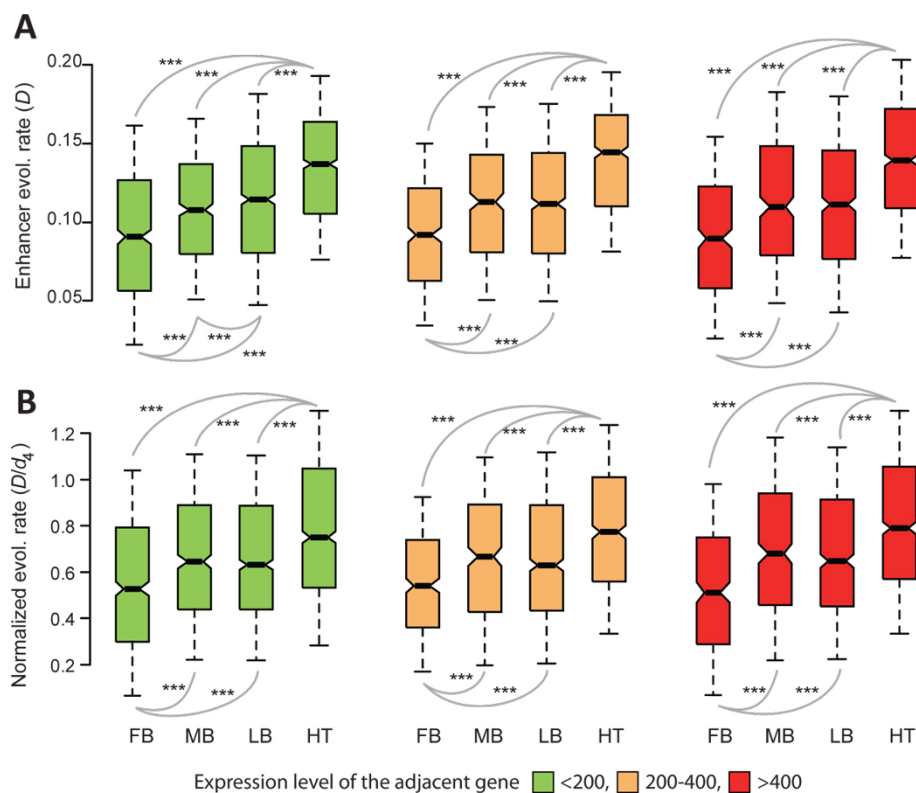 A
Enhancer evol. rate (D)
0.20
0.15
0.10
0.05
*** *** *** *** *** *** *** *** ***
*** *** *** *** *** *** ***
B
Normalized evol. rate (D/d4)
1.2
1.0
0.8
0.6
0.4
0.2
*** *** *** *** *** *** *** *** ***
*** *** *** *** *** ***
FB MB LB HT FB MB LB HT FB MB LB HT
Expression level of the adjacent gene <200, 200-400, >400